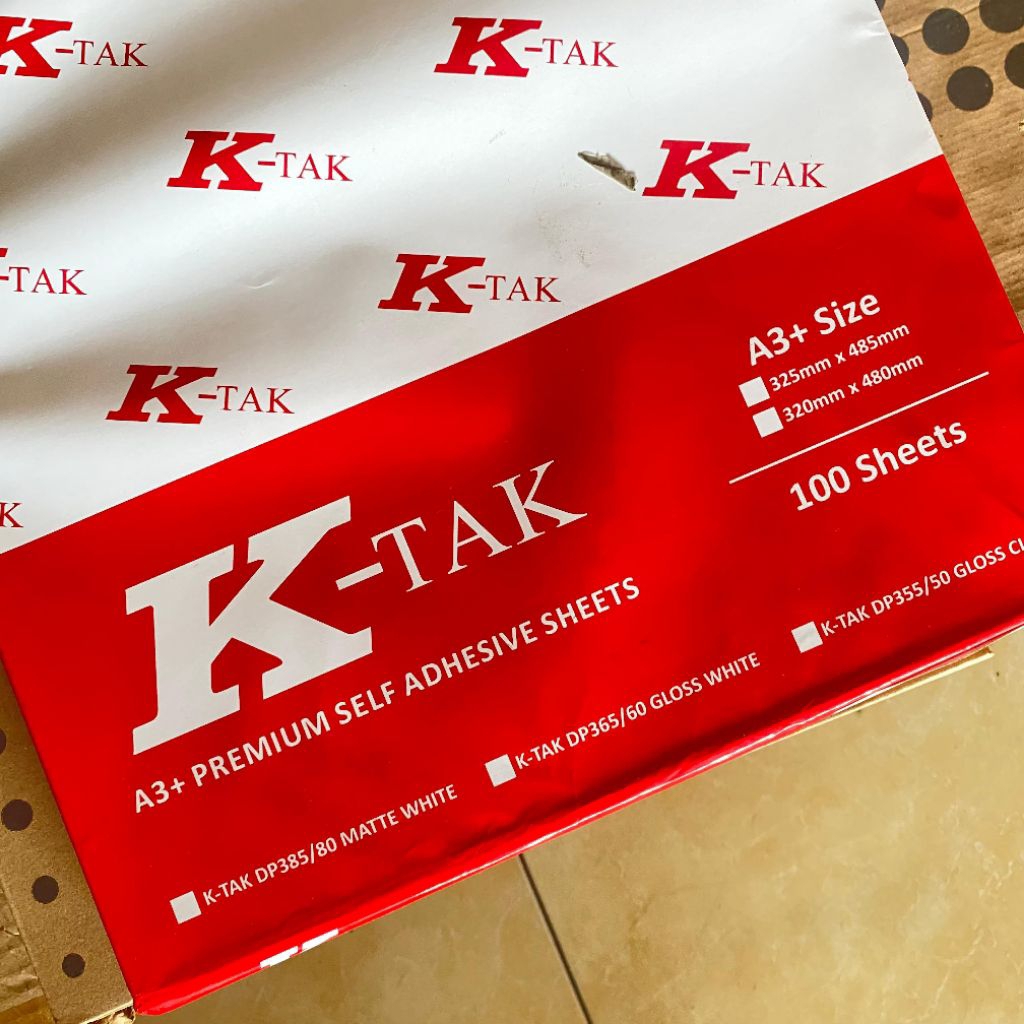 K-TAK
K-TAK
K-TAK
K-TAK
-TAK
K-TAK
K-TAK
K
A3+ Size
325mm x 485mm
320mm x 480mm
100 Sheets
K-TAK
A3+ PREMIUM SELF ADHESIVE SHEETS
K-TAK DP385/80 MATTE WHITE
K-TAK DP365/60 GLOSS WHITE
K-TAK DP355/50 GLOSS